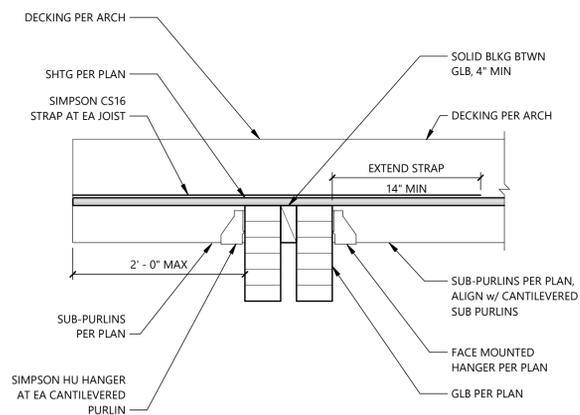 DECKING PER ARCH
SHTG PER PLAN
SIMPSON CS16
STRAP AT EA JOIST
SOLID BLKG BTWN
GLB, 4" MIN
DECKING PER ARCH
EXTEND STRAP
14" MIN
2' - 0" MAX
SUB-PURLINS
PER PLAN
SIMPSON HU HANGER
AT EA CANTILEVERED
PURLIN
SUB-PURLINS PER PLAN,
ALIGN w/ CANTILEVERED
SUB PURLINS
FACE MOUNTED
HANGER PER PLAN
GLB PER PLAN